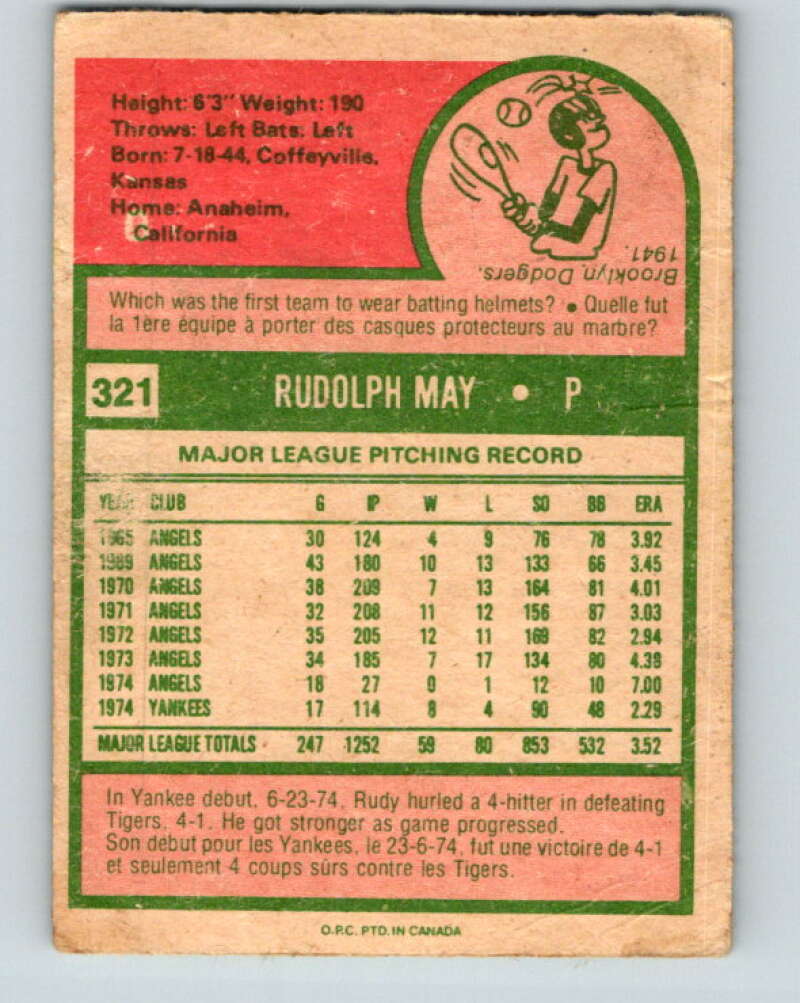 Height: 6'3" Weight: 190
Throws: Left Bats: Left
Born: 7-18-44, Coffeyville,
Kansas
Home: Anaheim,
California
Brooklyn Dodgers.
1941.
Which was the first team to wear batting helmets? • Quelle fut
la 1ère équipe à porter des casques protecteurs au marbre?
321 RUDOLPH MAY • P
MAJOR LEAGUE PITCHING RECORD
YEAR CLUB G IP W L SO BB ERA
1965 ANGELS 30 124 4 9 76 78 3.92
1969 ANGELS 43 180 10 13 133 66 3.45
1970 ANGELS 38 209 7 13 164 81 4.01
1971 ANGELS 32 208 11 12 156 87 3.03
1972 ANGELS 35 205 12 11 169 82 2.94
1973 ANGELS 34 185 7 17 134 80 4.38
1974 ANGELS 18 27 0 1 12 10 7.00
1974 YANKEES 17 114 8 4 90 48 2.29
MAJOR LEAGUE TOTALS 247 1252 59 80 853 532 3.52
In Yankee debut, 6-23-74, Rudy hurled a 4-hitter in defeating
Tigers, 4-1. He got stronger as game progressed.
Son debut pour les Yankees, le 23-6-74, fut une victoire de 4-1
et seulement 4 coups sûrs contre les Tigers.
O.P.C. PTD. IN CANADA